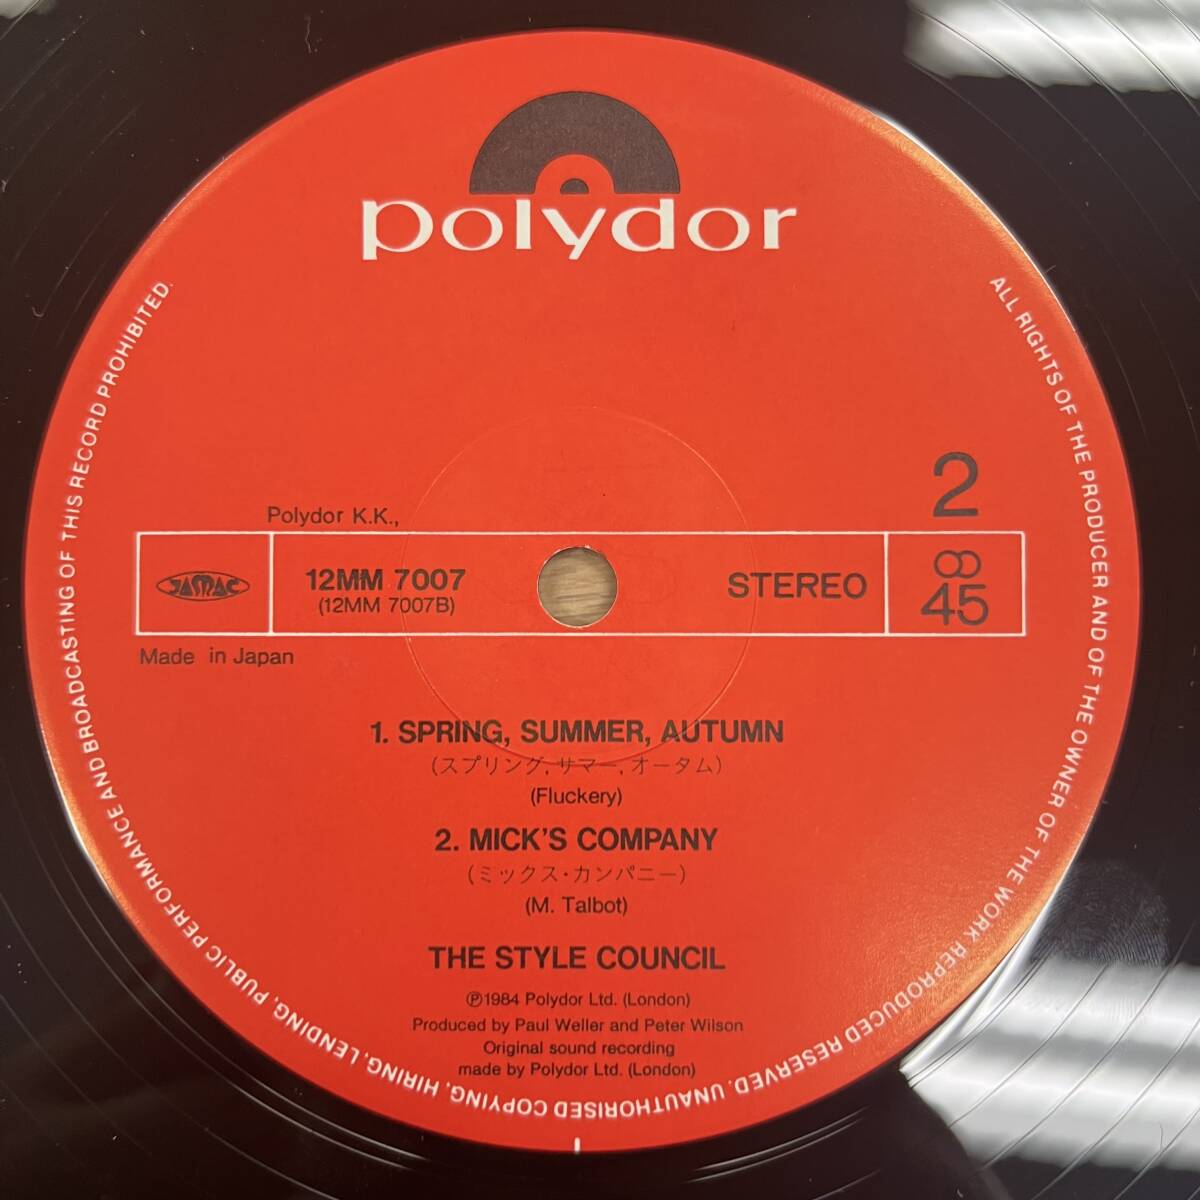 polydor
2
Polydor K.K.,
JASRAC
12MM 7007
(12MM 7007B)
STEREO
8
45
Made in Japan
1. SPRING, SUMMER, AUTUMN
(スプリング,サマー,オータム)
(Fluckery)
2. MICK'S COMPANY
(ミックス・カンパニー)
(M. Talbot)
THE STYLE COUNCIL
Ⓟ1984 Polydor Ltd. (London)
Produced by Paul Weller and Peter Wilson
Original sound recording
made by Polydor Ltd. (London)
ALL RIGHTS OF THE PRODUCER AND OF THE OWNER OF THE WORK REPRODUCED RESERVED. UNAUTHORISED COPYING, HIRING, LENDING, PUBLIC PERFORMANCE AND BROADCASTING OF THIS RECORD PROHIBITED.